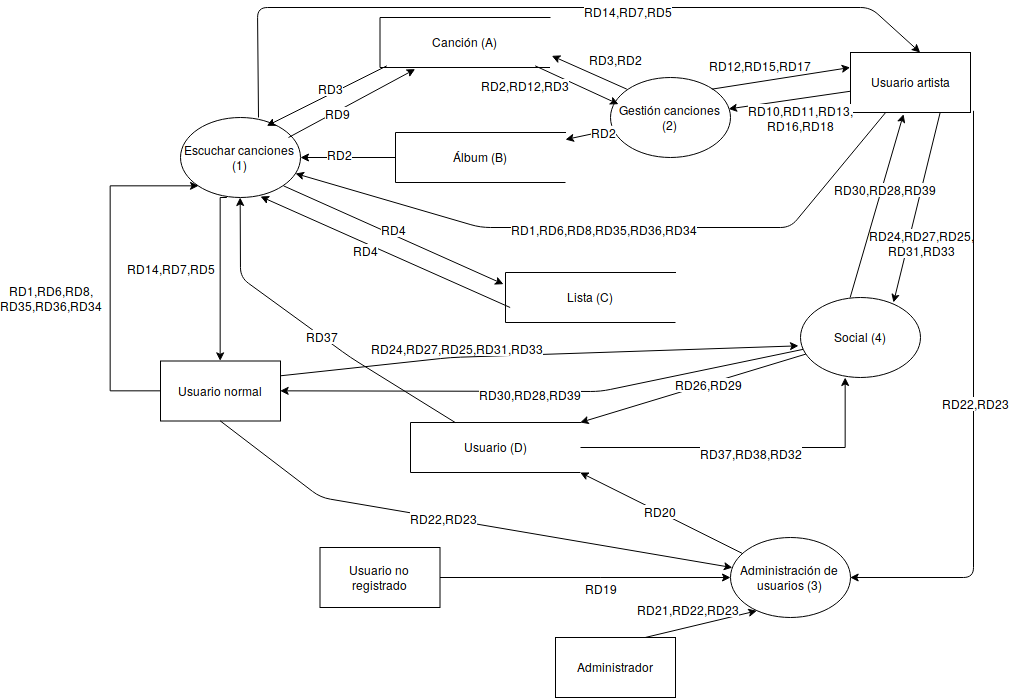 RD14,RD7,RD5
Canción (A)
RD3,RD2
RD12,RD15,RD17
Usuario artista
RD3
RD2,RD12,RD3
RD9
Gestión canciones
(2)
RD10,RD11,RD13,
RD16,RD18
RD2
Escuchar canciones
(1)
RD2
Álbum (B)
RD30,RD28,RD39
RD1,RD6,RD8,RD35,RD36,RD34
RD4
RD24,RD27,RD25,
RD31,RD33
RD4
RD14,RD7,RD5
RD1,RD6,RD8,
RD35,RD36,RD34
Lista (C)
RD37
Social (4)
RD24,RD27,RD25,RD31,RD33
RD26,RD29
Usuario normal
RD30,RD28,RD39
RD22,RD23
Usuario (D)
RD37,RD38,RD32
RD20
RD22,RD23
Usuario no
registrado
Administración de
usuarios (3)
RD19
RD21,RD22,RD23
Administrador